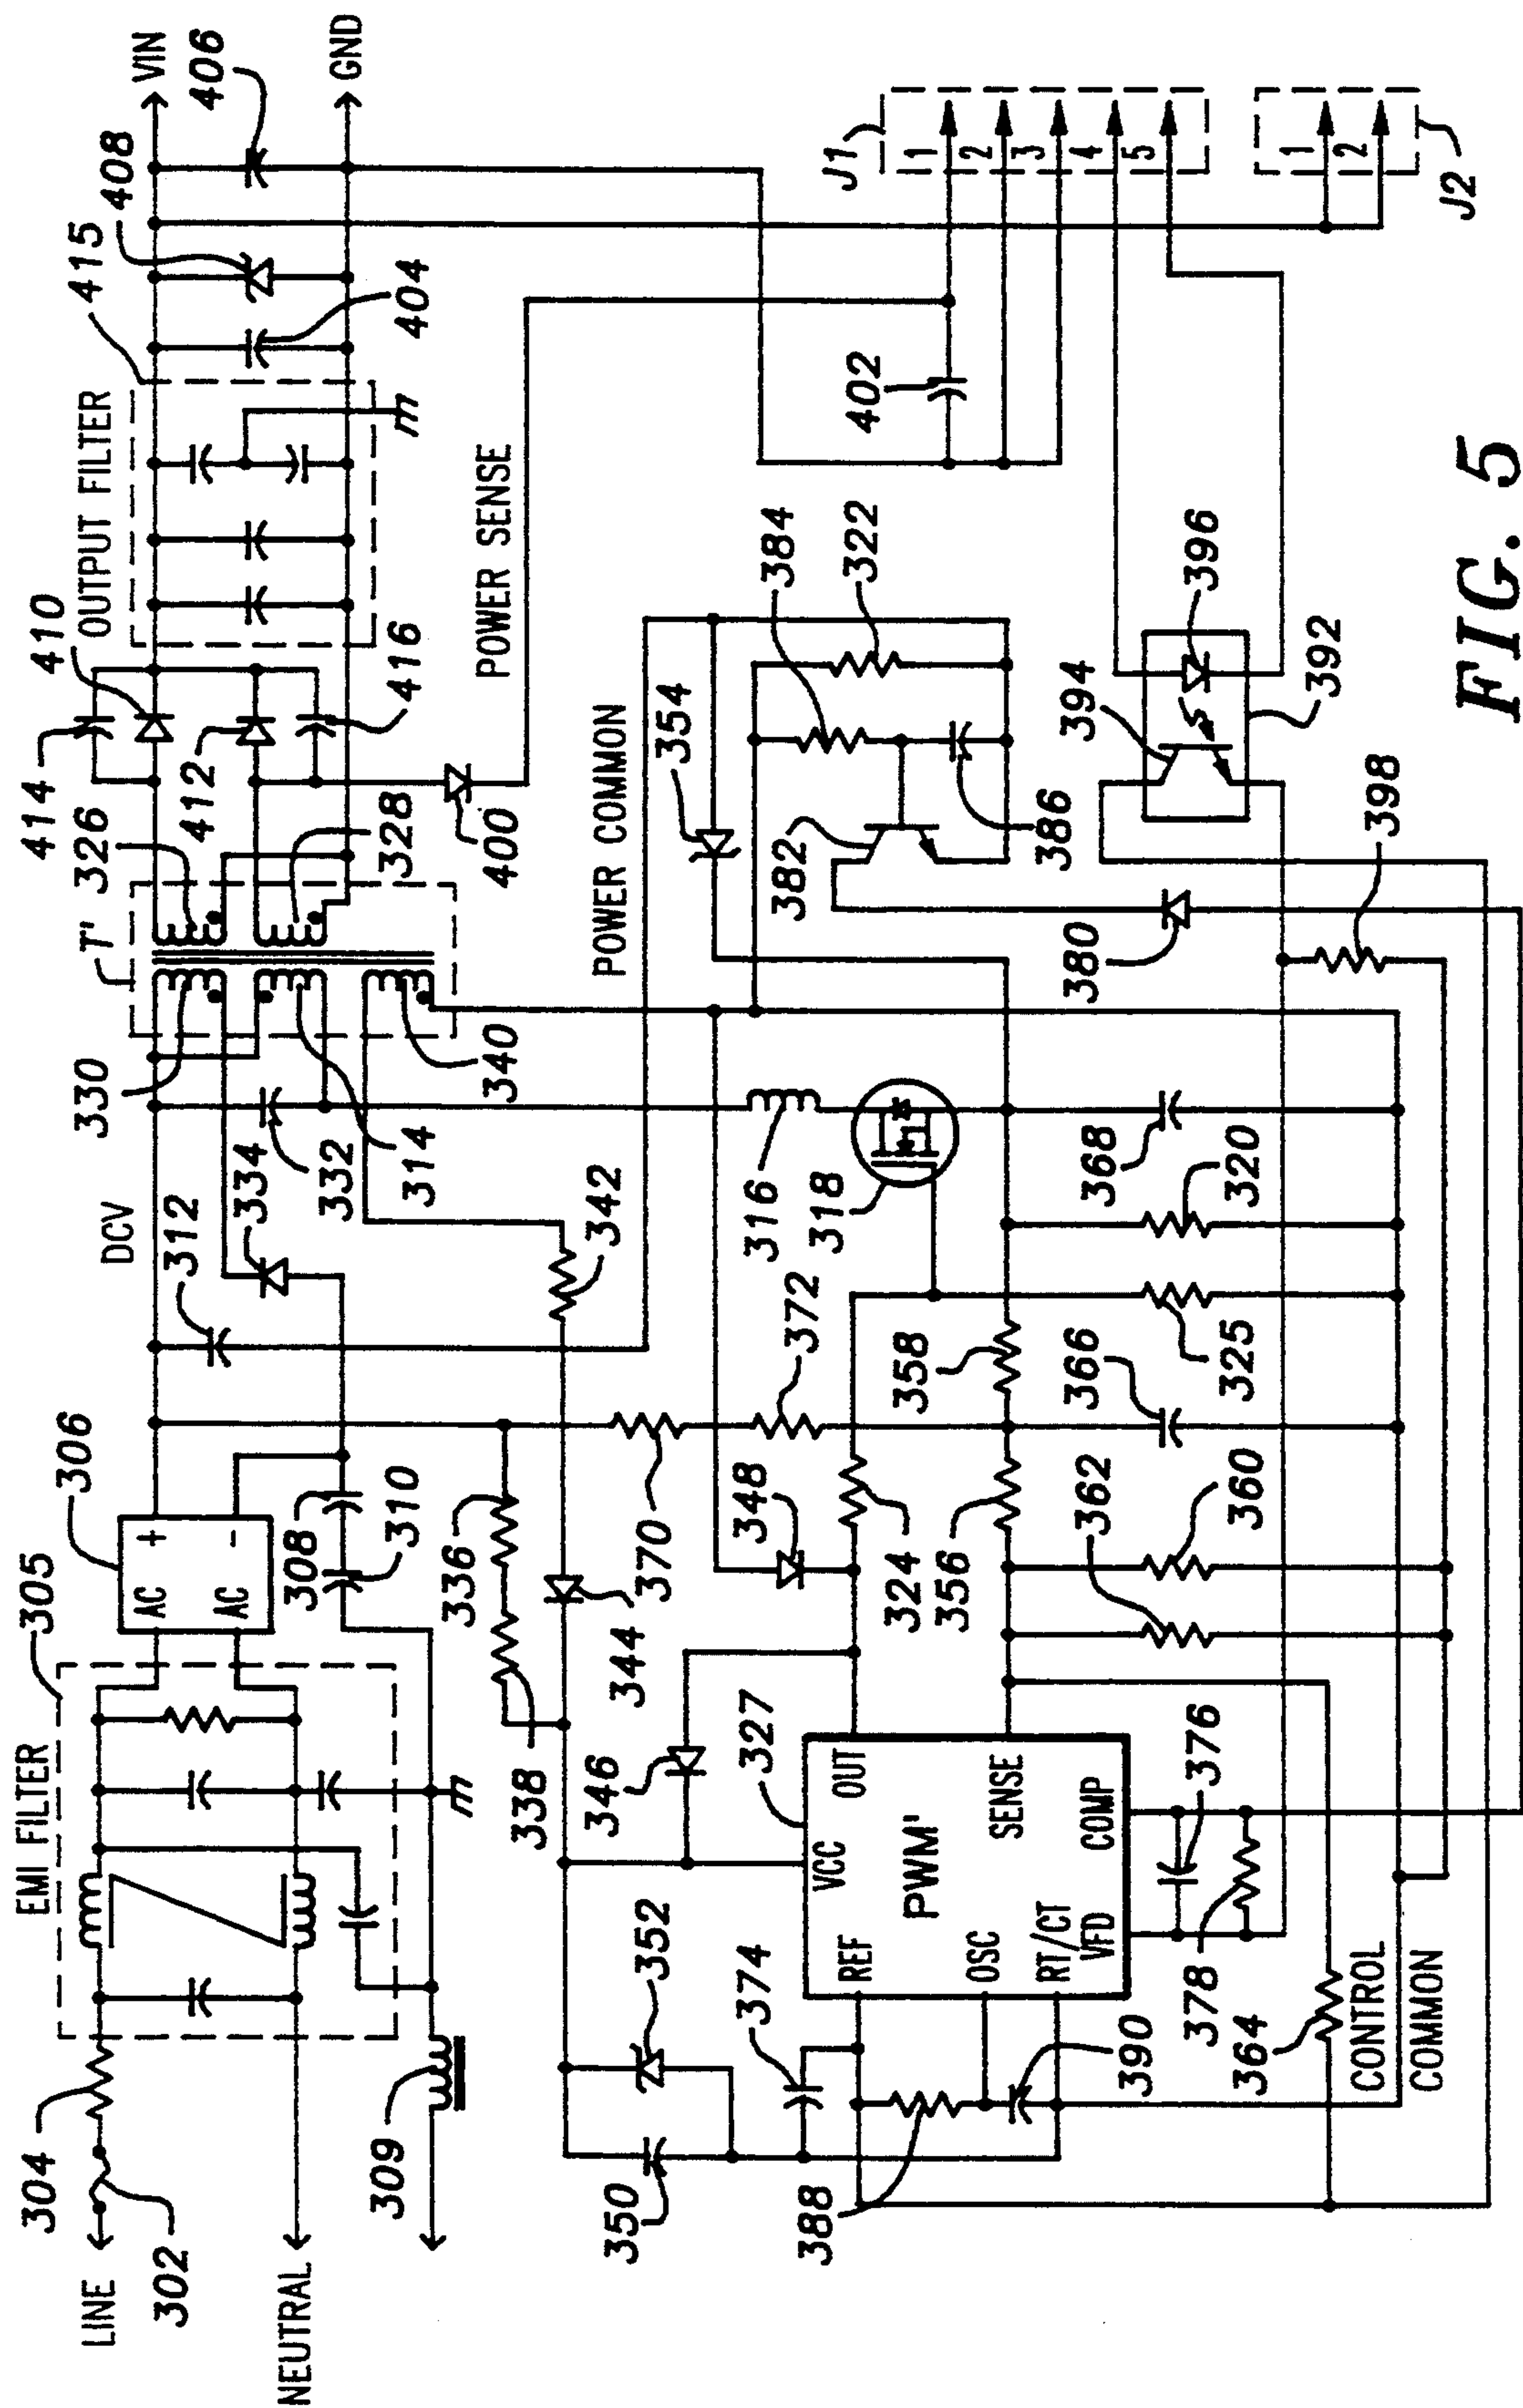 LINE
302
304
NEUTRAL
309
EMI FILTER
305
306
AC +
AC -
308
310
DCV
312
334
332
314
330
T'
326
328
340
342
414
410
412
416
OUTPUT FILTER
415
404
408
406
VIN
GND
400
POWER SENSE
POWER COMMON
336
338
344
370
372
346
348
324
356
358
316
318
354
382
384
322
386
402
J1
1
2
3
4
5
J2
1
2
350
352
374
388
390
327
PWM'
VCC
OUT
SENSE
COMP
REF
OSC
RT/CT
VFD
376
378
364
362
360
366
325
320
368
380
398
394
396
392
CONTROL
COMMON
FIG. 5